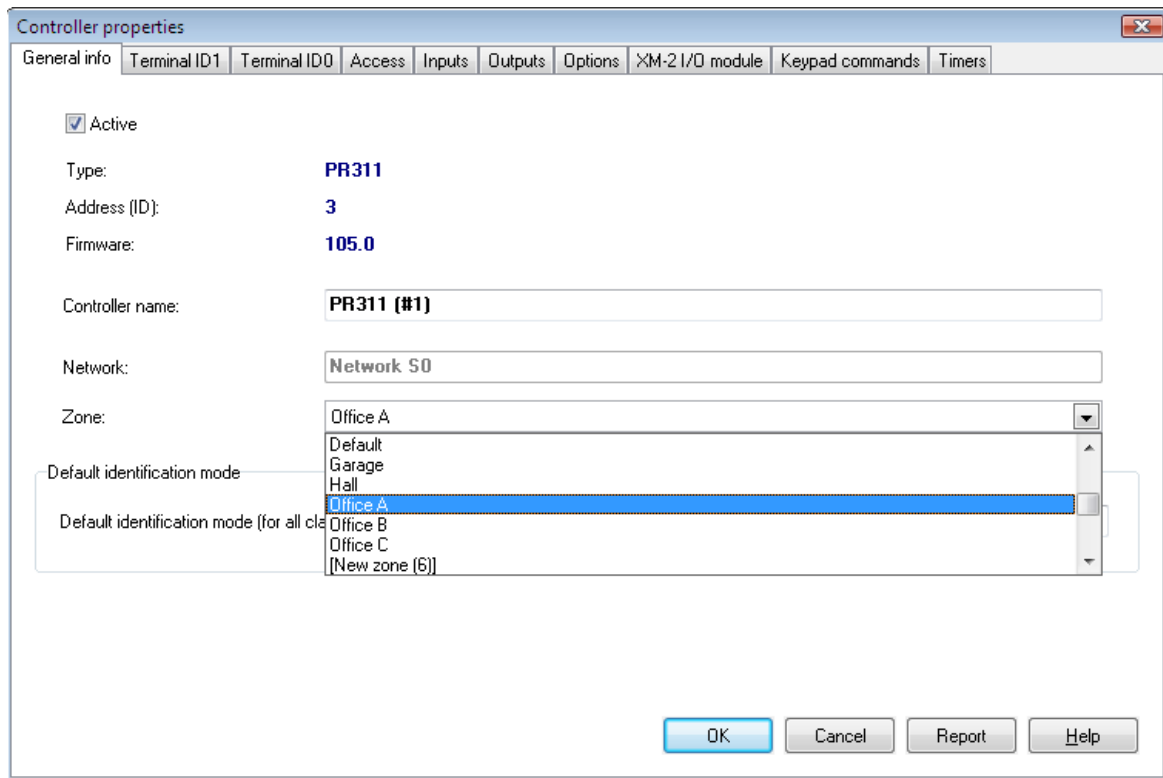 Controller properties
General info Terminal ID1 Terminal ID0 Access Inputs Outputs Options XM-2 I/O module Keypad commands Timers
Active
Type: PR311
Address (ID): 3
Firmware: 105.0
Controller name: PR311 (#1)
Network: Network S0
Zone: Office A
Default
Garage
Default identification mode
Hall
Office A
Default identification mode (for all cla
Office B
Office C
[New zone (6)]
OK Cancel Report Help